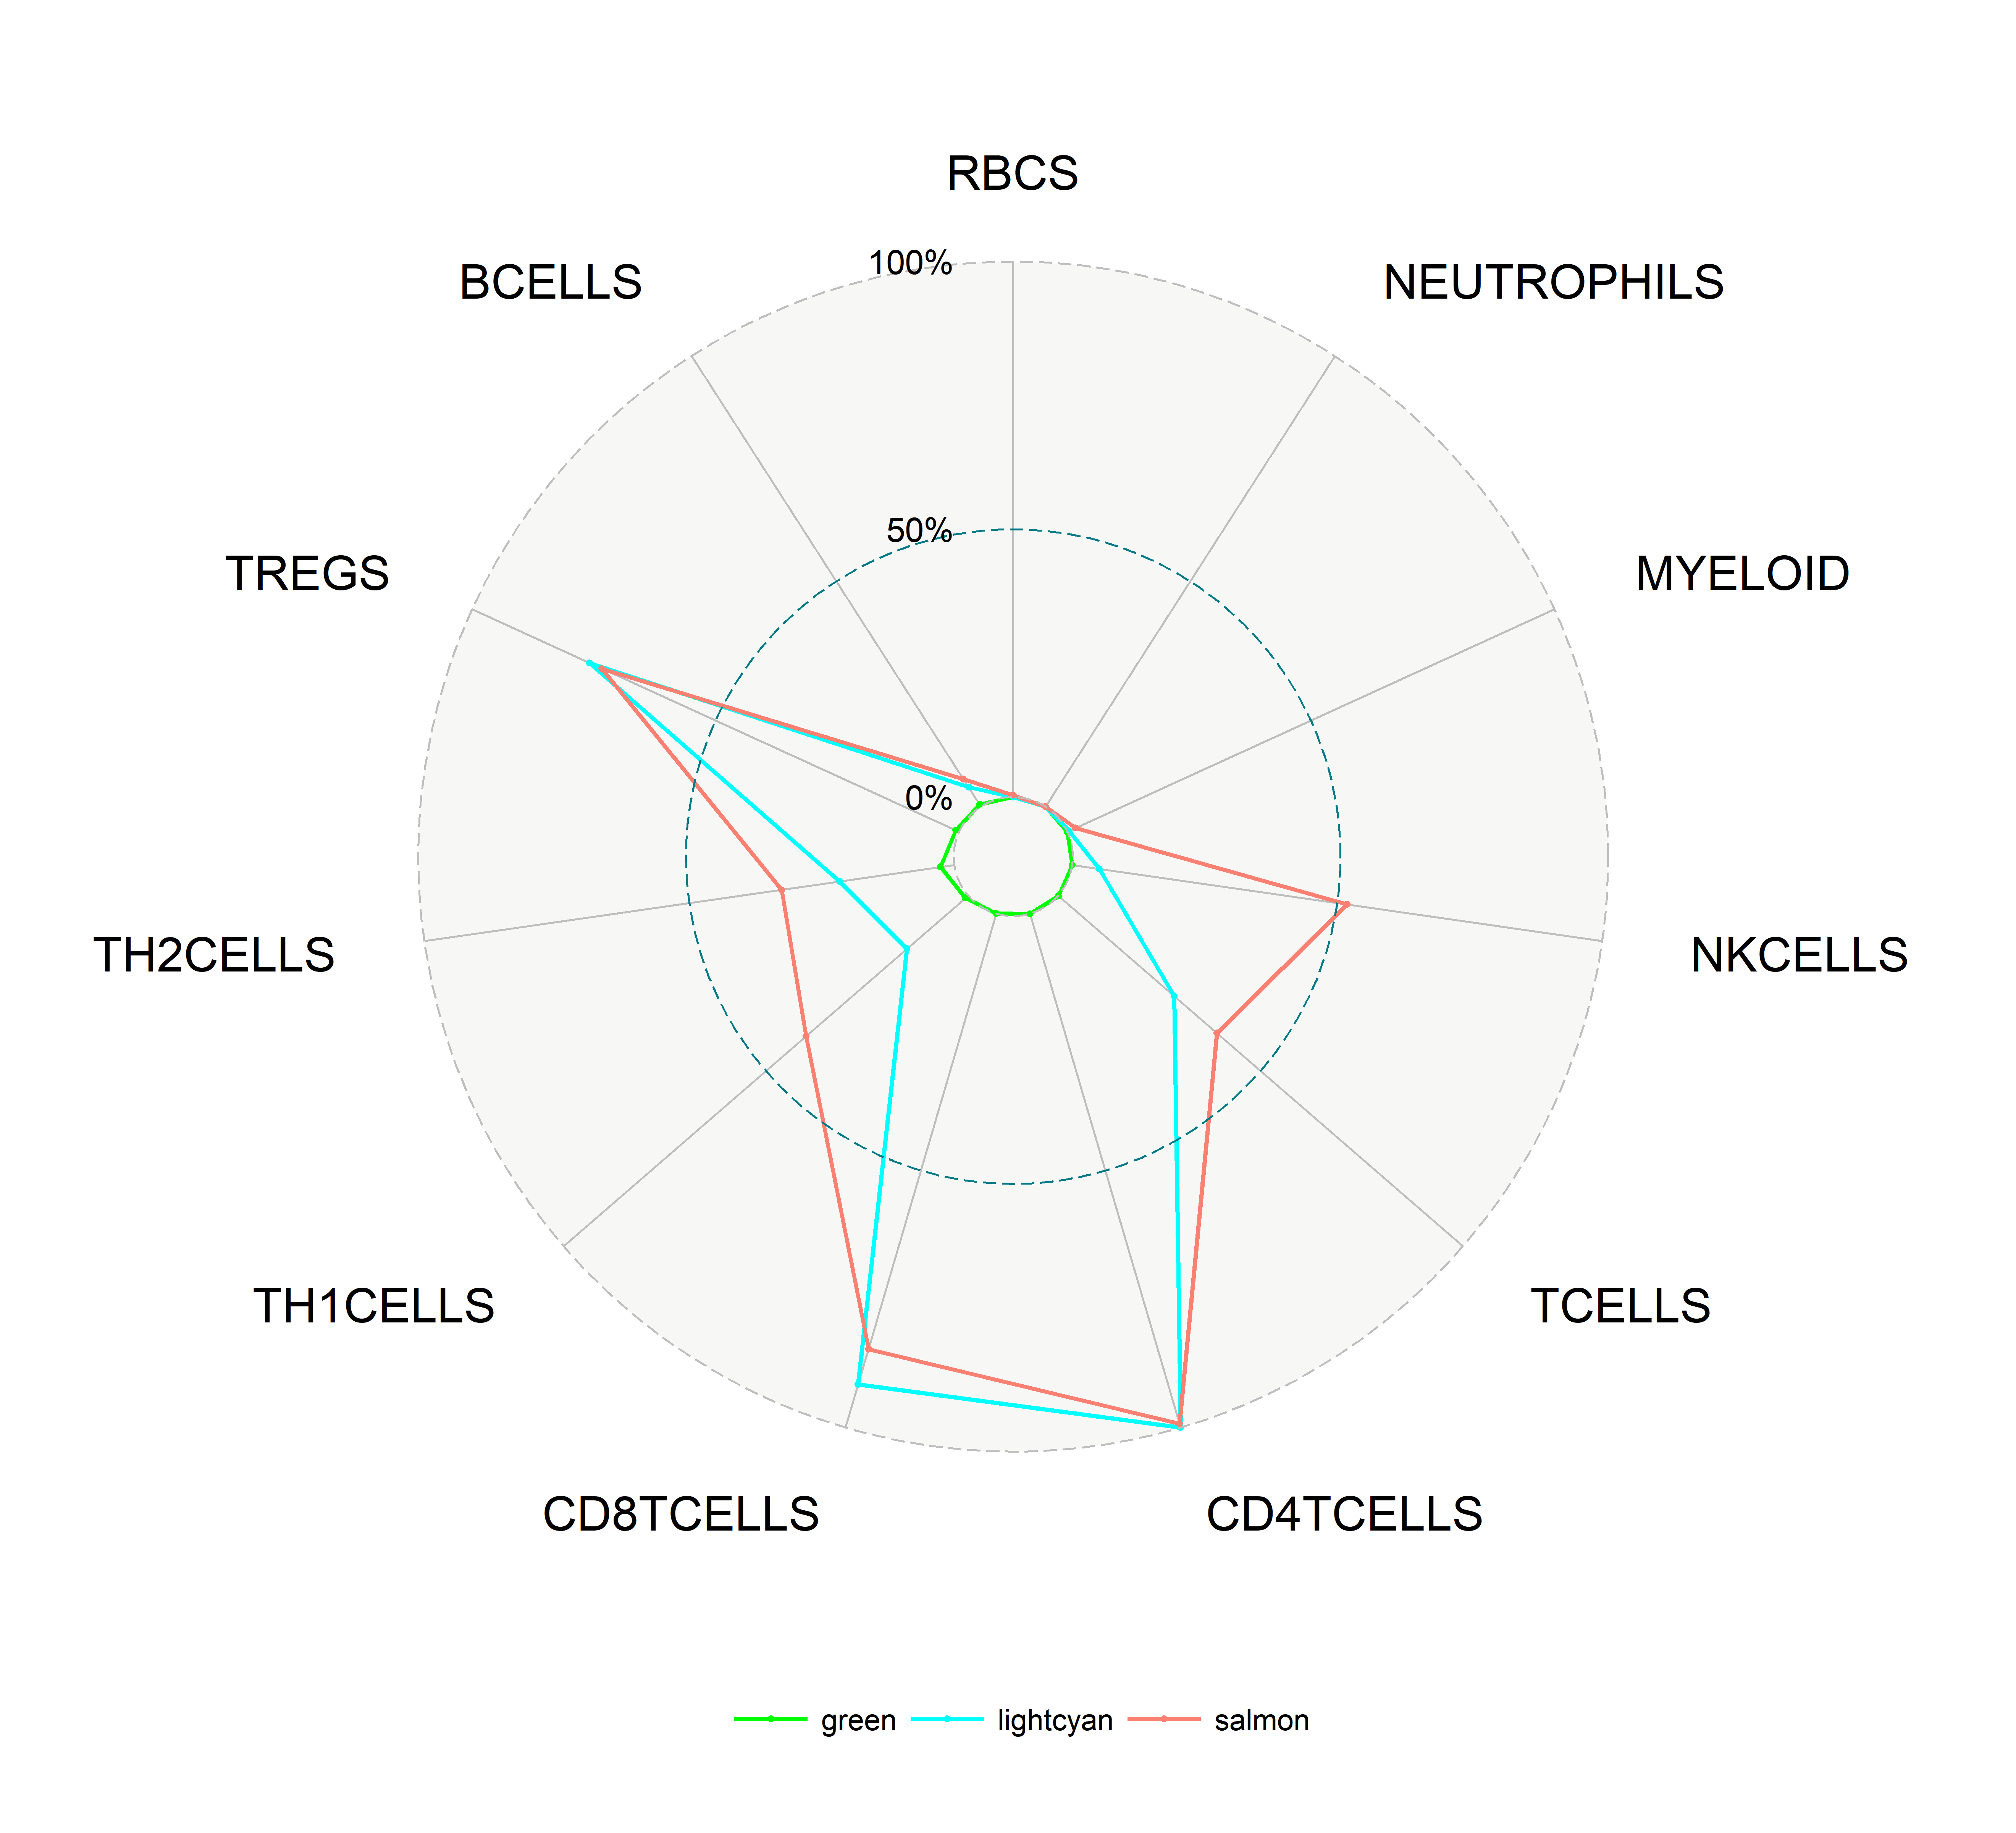 RBCS
BCELLS
100%
NEUTROPHILS
50%
TREGS
MYELOID
0%
TH2CELLS
NKCELLS
TH1CELLS
TCELLS
CD8TCELLS
CD4TCELLS
green lightcyan salmon